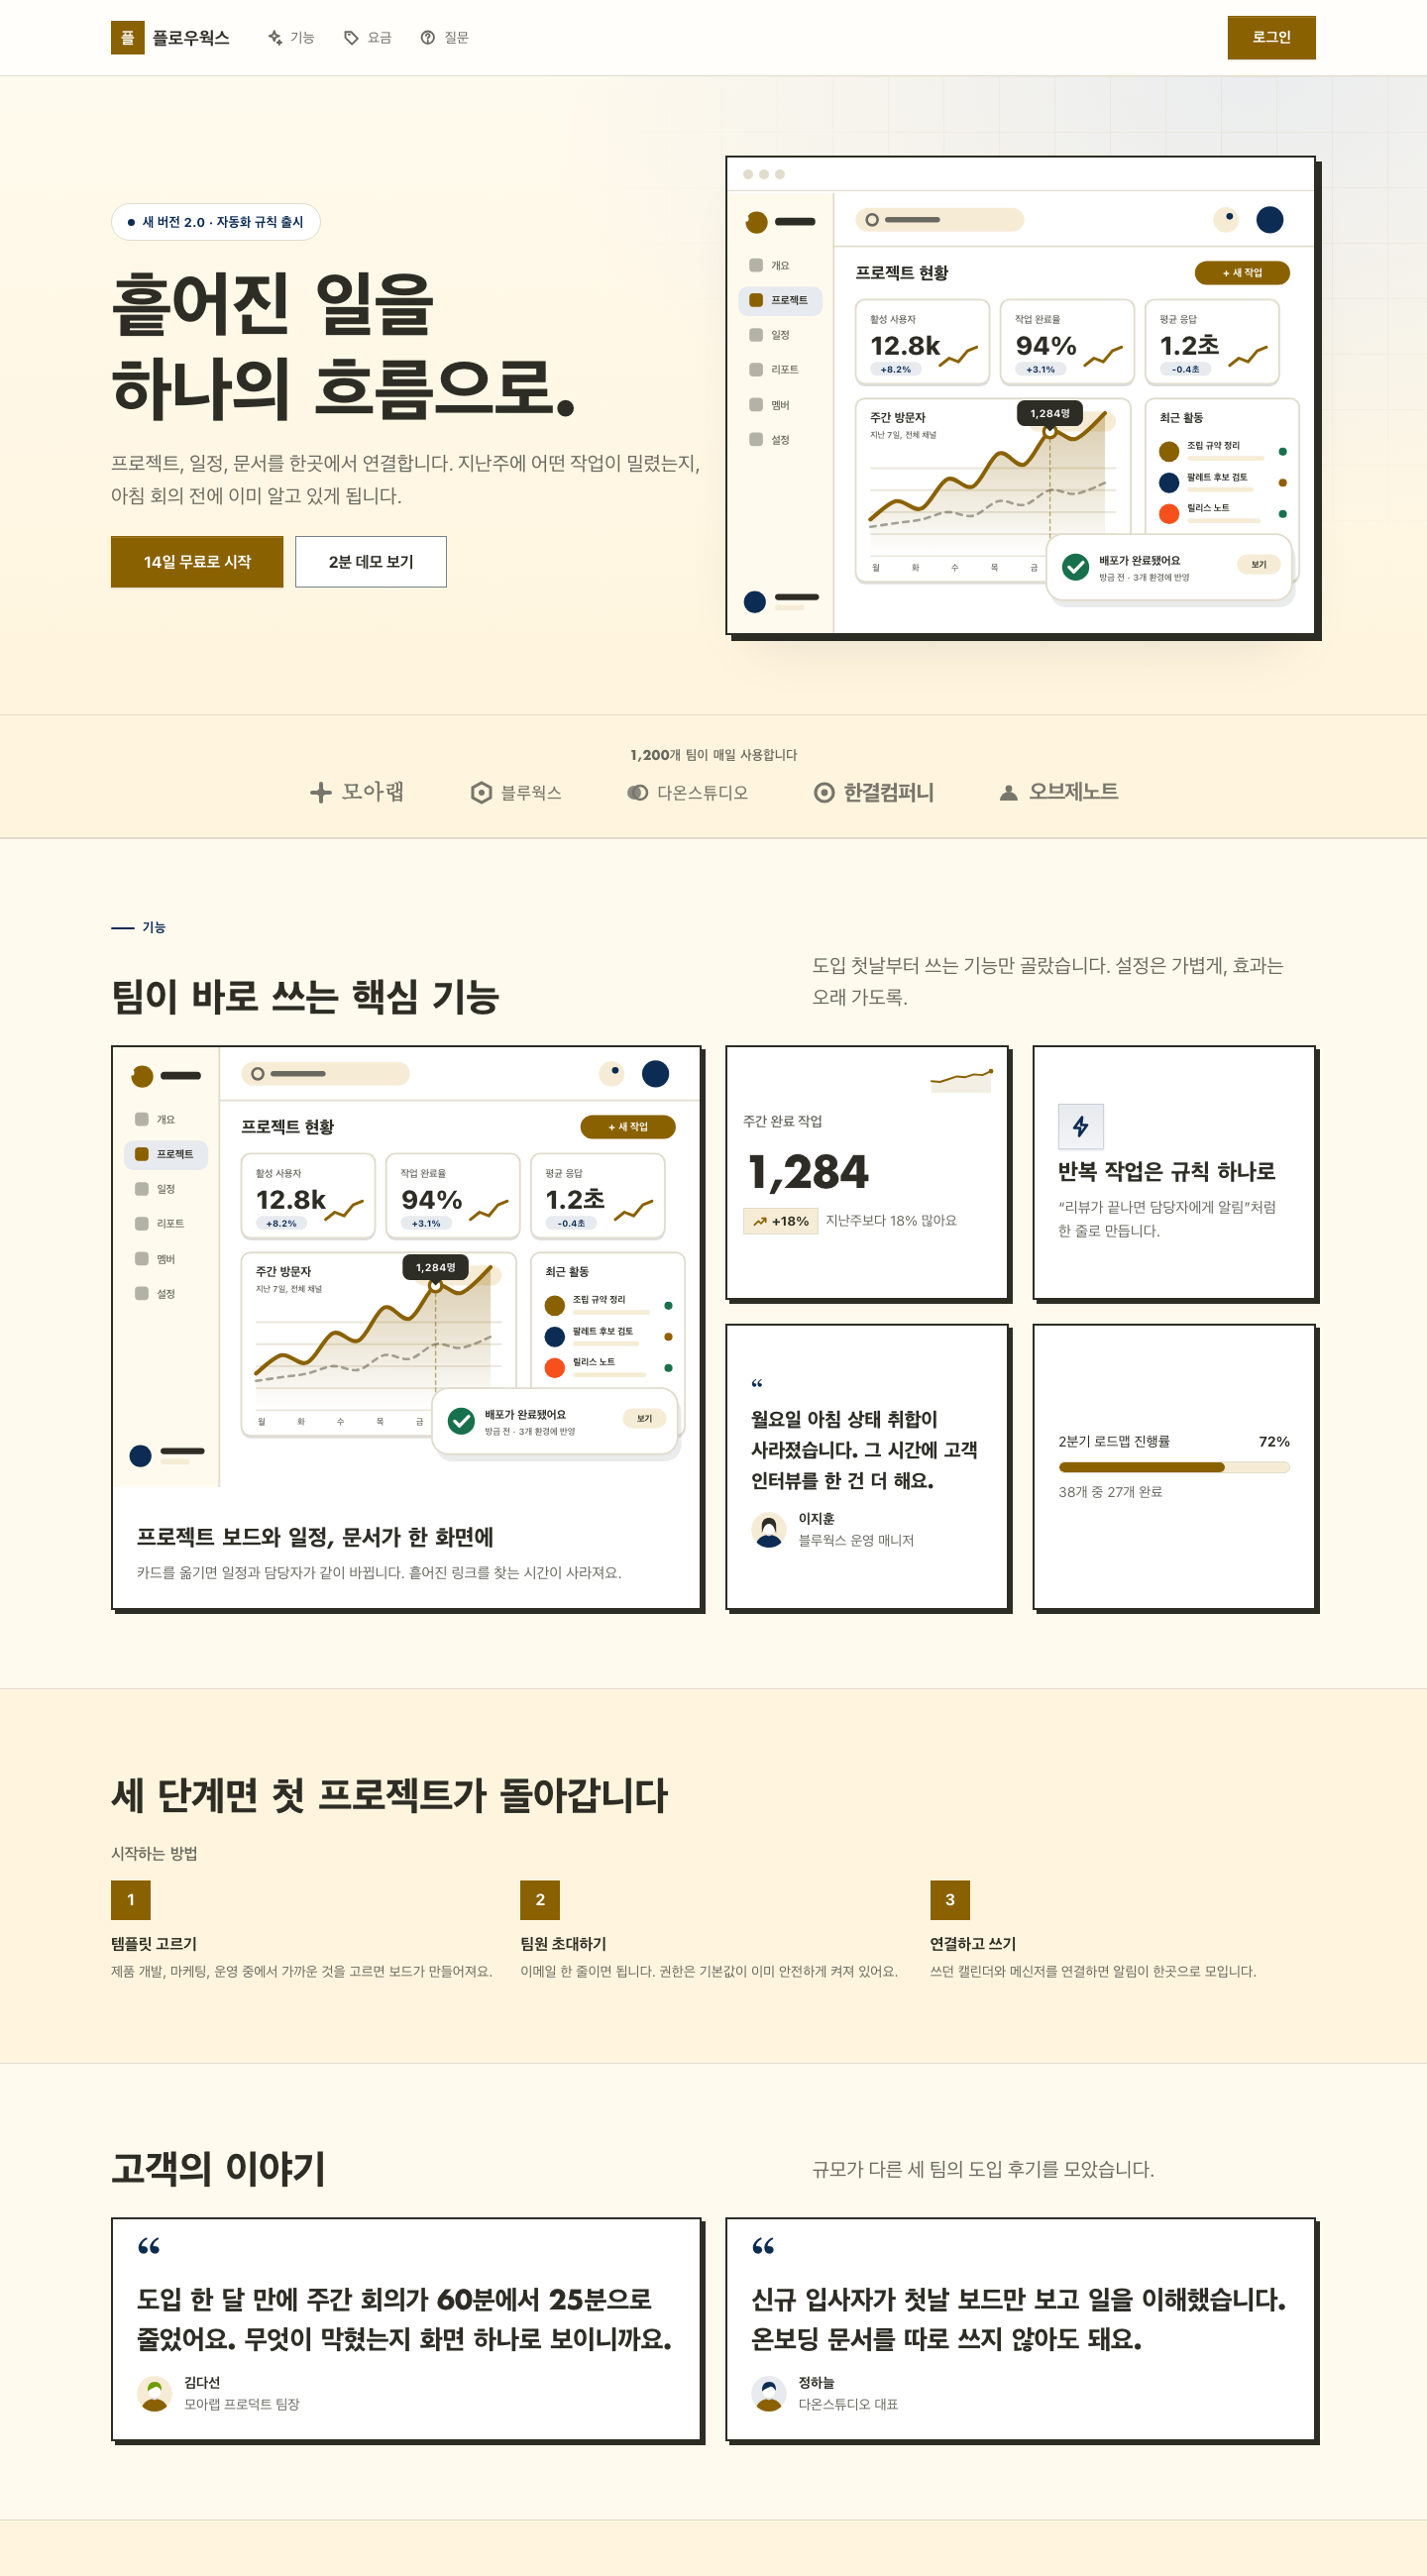 플 플로우웍스 기능 요금 질문 로그인
새 버전 2.0 · 자동화 규칙 출시
흩어진 일을
하나의 흐름으로.
프로젝트, 일정, 문서를 한곳에서 연결합니다. 지난주에 어떤 작업이 밀렸는지,
아침 회의 전에 이미 알고 있게 됩니다.
14일 무료로 시작 2분 데모 보기
개요
프로젝트
일정
리포트
멤버
설정
프로젝트 현황 + 새 작업
활성 사용자 작업 완료율 평균 응답
12.8k 94% 1.2초
+8.2% +3.1% -0.4초
주간 방문자 1,284명 최근 활동
지난 7일, 전체 채널
조립 규약 정리
팔레트 후보 검토
릴리스 노트
월 화 수 목 금
배포가 완료됐어요 보기
방금 전 · 3개 환경에 반영
1,200개 팀이 매일 사용합니다
모아랩 블루웍스 다온스튜디오 한결컴퍼니 오브제노트
기능
팀이 바로 쓰는 핵심 기능
도입 첫날부터 쓰는 기능만 골랐습니다. 설정은 가볍게, 효과는
오래 가도록.
개요
프로젝트
일정
리포트
멤버
설정
프로젝트 현황 + 새 작업
활성 사용자 작업 완료율 평균 응답
12.8k 94% 1.2초
+8.2% +3.1% -0.4초
주간 방문자 1,284명 최근 활동
지난 7일, 전체 채널
조립 규약 정리
팔레트 후보 검토
릴리스 노트
월 화 수 목 금
배포가 완료됐어요 보기
방금 전 · 3개 환경에 반영
프로젝트 보드와 일정, 문서가 한 화면에
카드를 옮기면 일정과 담당자가 같이 바뀝니다. 흩어진 링크를 찾는 시간이 사라져요.
주간 완료 작업
1,284
+18% 지난주보다 18% 많아요
반복 작업은 규칙 하나로
“리뷰가 끝나면 담당자에게 알림”처럼
한 줄로 만듭니다.
“
월요일 아침 상태 취합이
사라졌습니다. 그 시간에 고객
인터뷰를 한 건 더 해요.
이지훈
블루웍스 운영 매니저
2분기 로드맵 진행률 72%
38개 중 27개 완료
세 단계면 첫 프로젝트가 돌아갑니다
시작하는 방법
1
템플릿 고르기
제품 개발, 마케팅, 운영 중에서 가까운 것을 고르면 보드가 만들어져요.
2
팀원 초대하기
이메일 한 줄이면 됩니다. 권한은 기본값이 이미 안전하게 켜져 있어요.
3
연결하고 쓰기
쓰던 캘린더와 메신저를 연결하면 알림이 한곳으로 모입니다.
고객의 이야기
규모가 다른 세 팀의 도입 후기를 모았습니다.
“
도입 한 달 만에 주간 회의가 60분에서 25분으로
줄었어요. 무엇이 막혔는지 화면 하나로 보이니까요.
김다선
모아랩 프로덕트 팀장
“
신규 입사자가 첫날 보드만 보고 일을 이해했습니다.
온보딩 문서를 따로 쓰지 않아도 돼요.
정하늘
다온스튜디오 대표